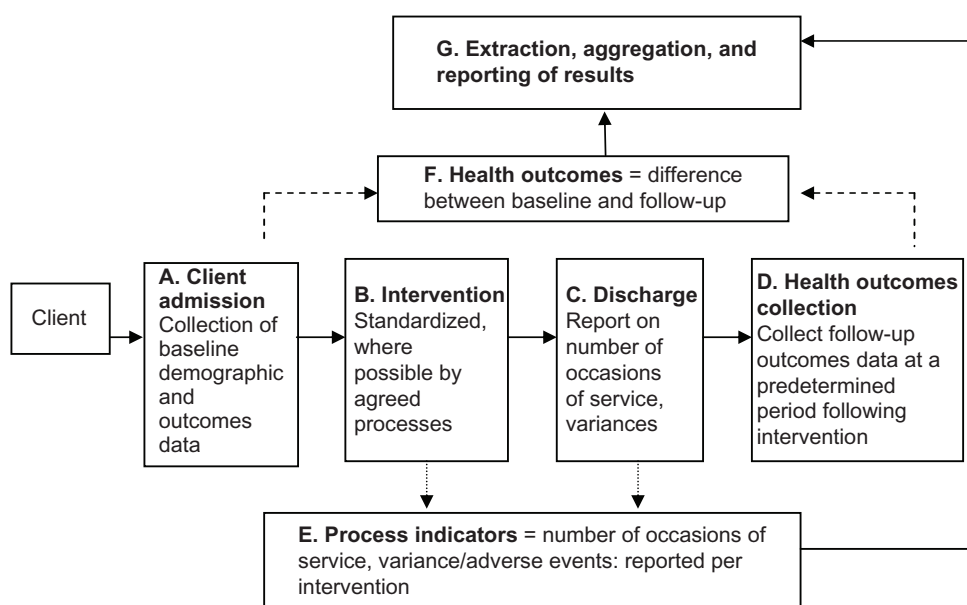 G. Extraction, aggregation, and
reporting of results
F. Health outcomes = difference
between baseline and follow-up
Client
A. Client
admission
Collection of
baseline
demographic
and
outcomes
data
B. Intervention
Standardized,
where
possible by
agreed
processes
C. Discharge
Report on
number of
occasions
of service,
variances
D. Health outcomes
collection
Collect follow-up
outcomes data at a
predetermined
period following
intervention
E. Process indicators = number of occasions of
service, variance/adverse events: reported per
intervention